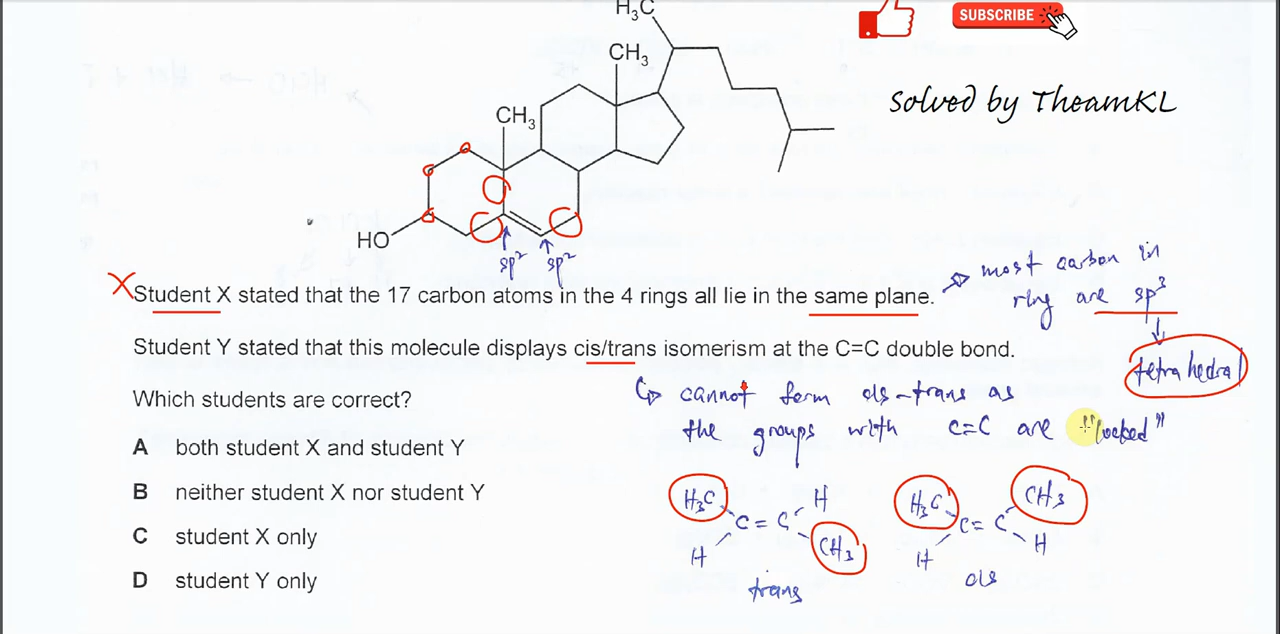 H₃C
SUBSCRIBE
CH₃
Solved by TheamKL
CH₃
HO
sp² sp²
X Student X stated that the 17 carbon atoms in the 4 rings all lie in the same plane.
most carbon in
ring are sp³
tetrahedral
Student Y stated that this molecule displays cis/trans isomerism at the C=C double bond.
cannot form cis-trans as
the groups with C=C are "locked"
Which students are correct?
A both student X and student Y
B neither student X nor student Y
C student X only
D student Y only
H₃C H
C = C
H CH₃
trans
H₃C CH₃
C = C
H H
cis